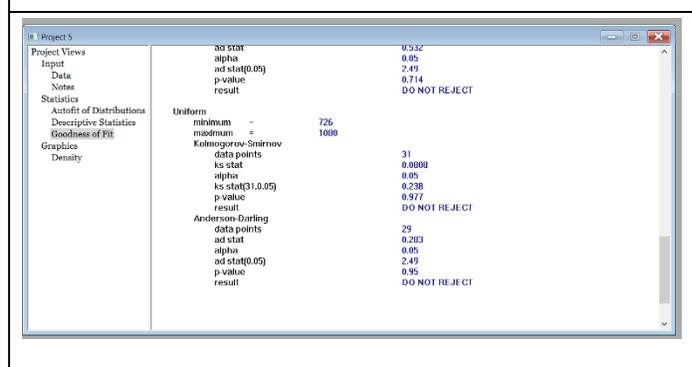 Project 5
Project Views
Input
Data
Notes
Statistics
Autofit of Distributions
Descriptive Statistics
Goodness of Fit
Graphics
Density
ad stat 0.532
alpha 0.05
ad stat(0.05) 2.49
p-value 0.714
result DO NOT REJECT
Uniform
minimum = 726
maximum = 1080
Kolmogorov-Smirnov
data points 31
ks stat 0.0808
alpha 0.05
ks stat(31,0.05) 0.238
p-value 0.977
result DO NOT REJECT
Anderson-Darling
data points 29
ad stat 0.283
alpha 0.05
ad stat(0.05) 2.49
p-value 0.95
result DO NOT REJECT